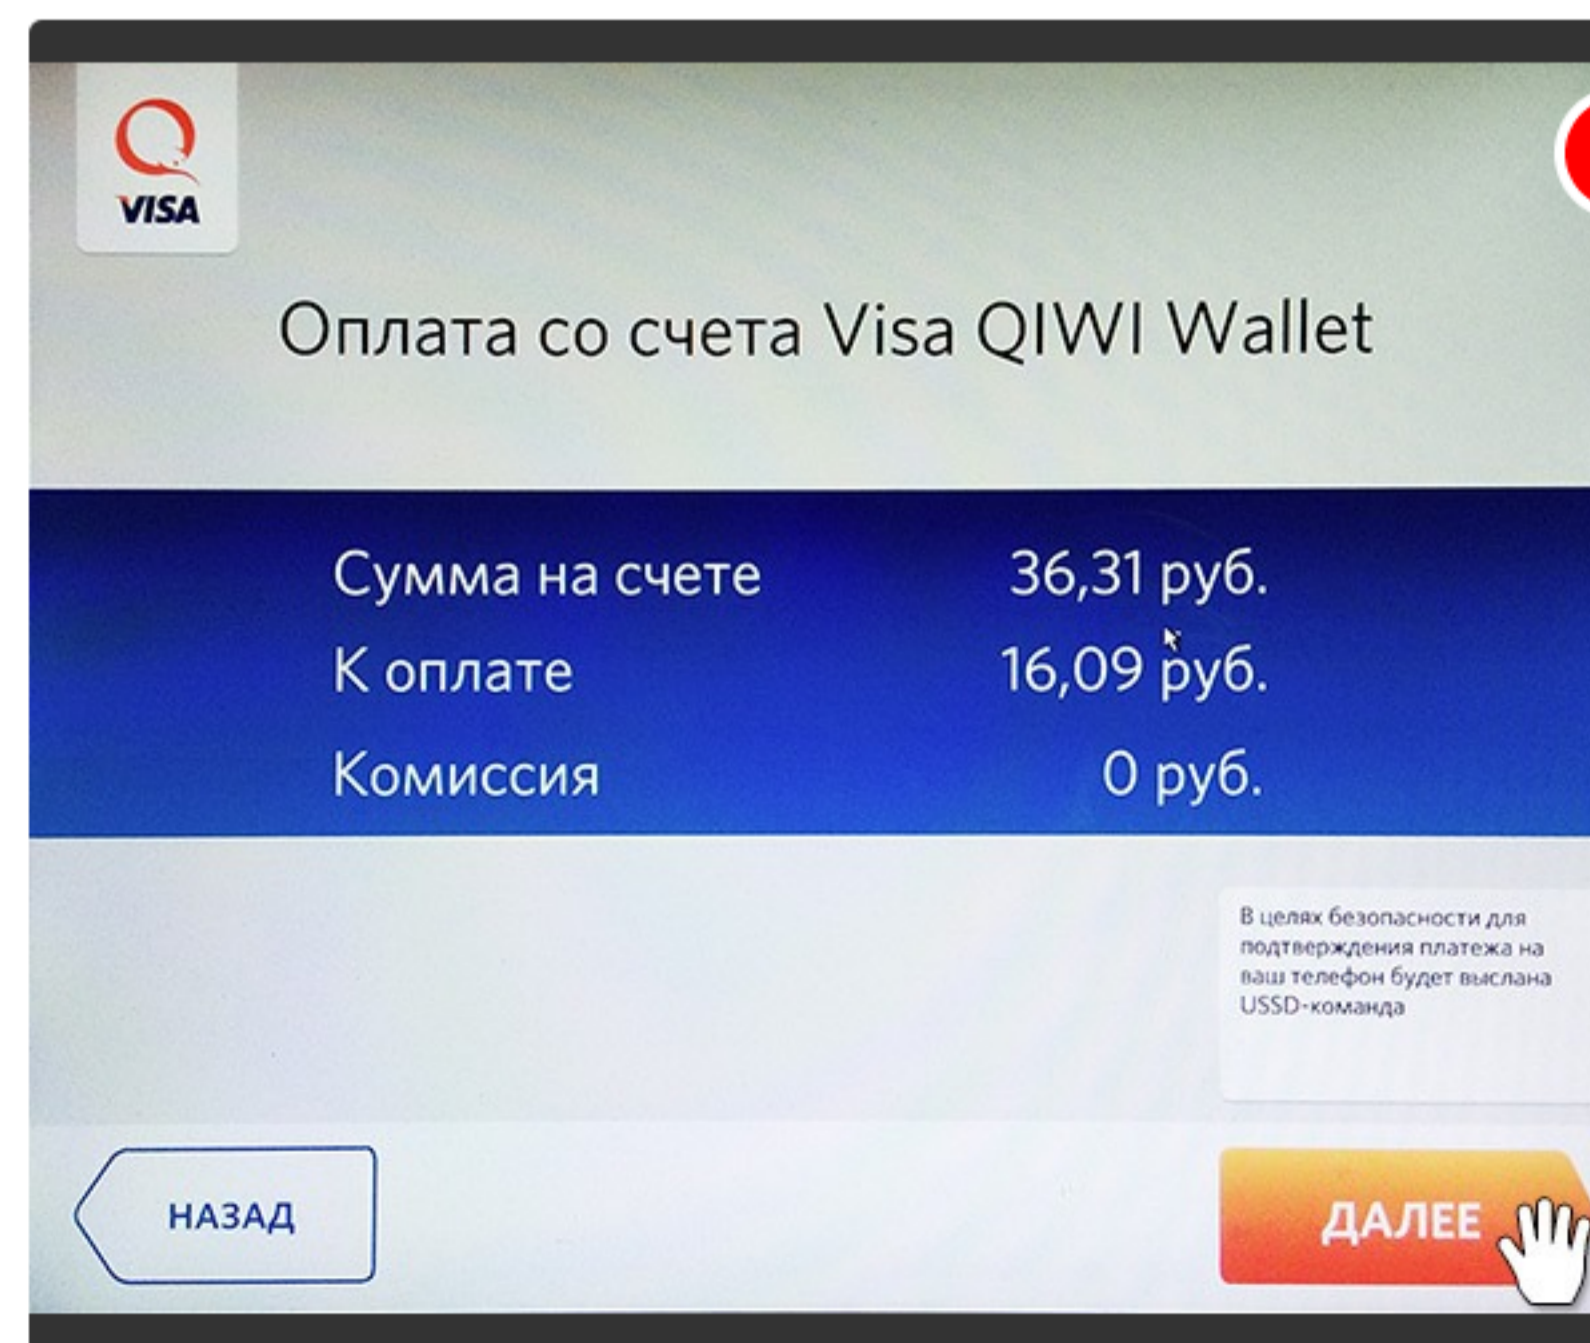 VISA
Оплата со счета Visa QIWI Wallet
Сумма на счете 36,31 руб.
К оплате 16,09 руб.
Комиссия 0 руб.
В целях безопасности для
подтверждения платежа на
ваш телефон будет выслана
USSD-команда
НАЗАД
ДАЛЕЕ